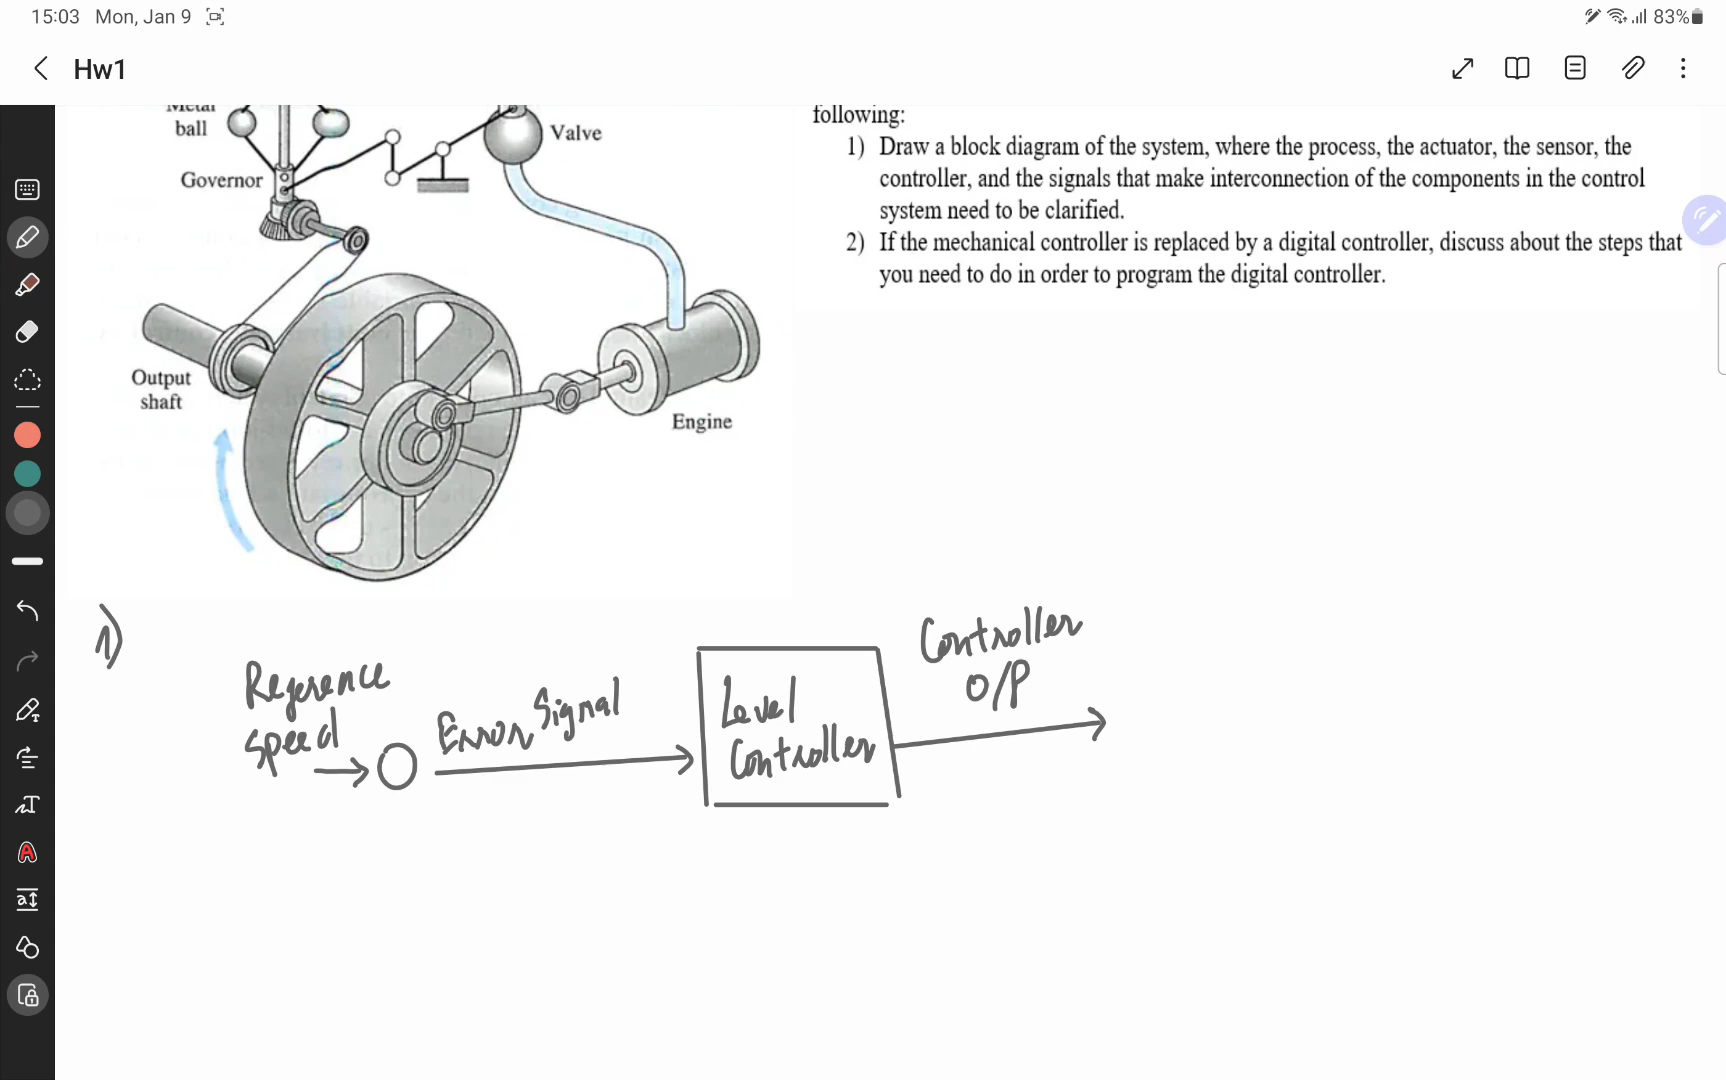 15:03 Mon, Jan 9
83%
Hw1
Metal
ball
Governor
Valve
Output
shaft
Engine
following:
1) Draw a block diagram of the system, where the process, the actuator, the sensor, the
controller, and the signals that make interconnection of the components in the control
system need to be clarified.
2) If the mechanical controller is replaced by a digital controller, discuss about the steps that
you need to do in order to program the digital controller.
1)
Reference
speed
Error Signal
Level
Controller
Controller
O/P
T
A
aI